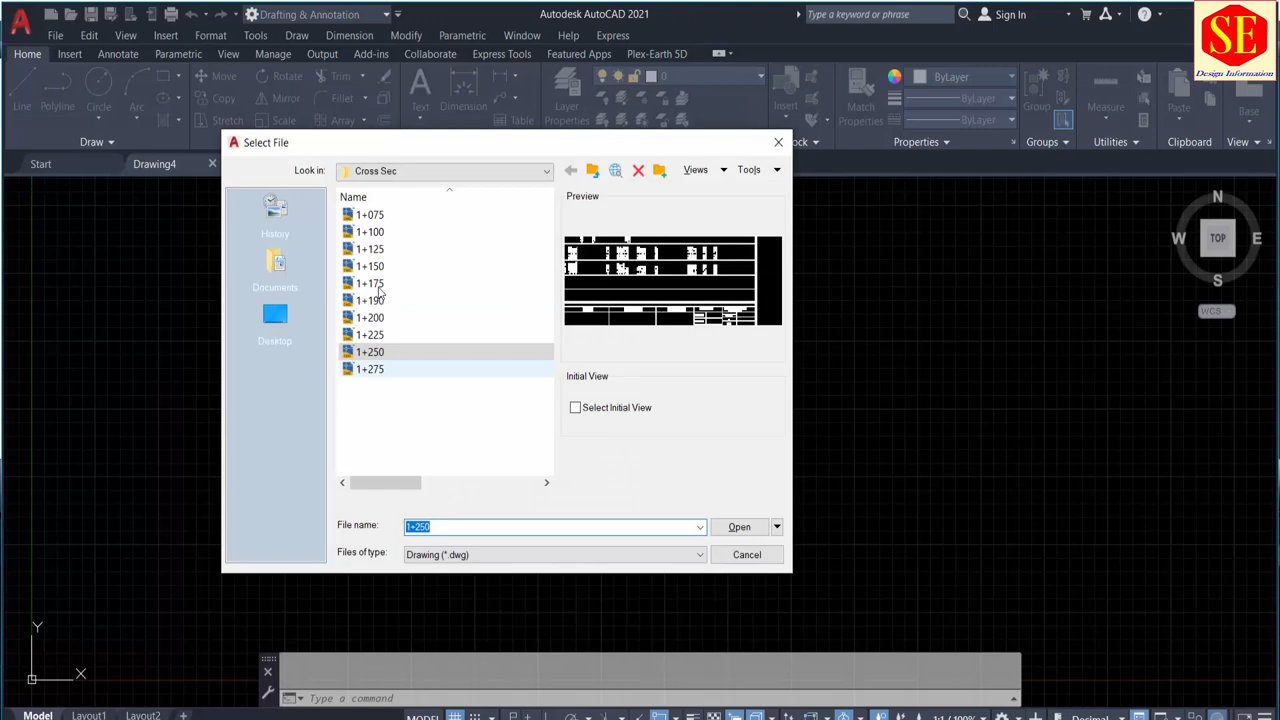 Drafting & Annotation
Autodesk AutoCAD 2021
Type a keyword or phrase
Sign In
SE
Design Information
File Edit View Insert Format Tools Draw Dimension Modify Parametric Window Help Express
Home Insert Annotate Parametric View Manage Output Add-ins Collaborate Express Tools Featured Apps Plex-Earth 5D
Move Rotate Trim
0
ByLayer
Line Polyline Circle Arc
Copy Mirror Fillet
Text Dimension
Layer
Properties
Insert
Match
Properties
ByLayer
Group
Measure
Paste
Base
Stretch Scale Array
Table
ByLayer
Draw
Properties
Groups
Utilities
Clipboard
View
Start
Drawing4
Select File
Look in:
Cross Sec
Views
Tools
Name
Preview
1+075
1+100
1+125
1+150
1+175
1+190
1+200
1+225
1+250
1+275
History
Documents
Desktop
Initial View
Select Initial View
File name:
1+250
Open
Files of type:
Drawing (*.dwg)
Cancel
N
W
TOP
E
S
WCS
Y
X
Type a command
Model
Layout1
Layout2
MODEL
1:1 / 100%
Decimal